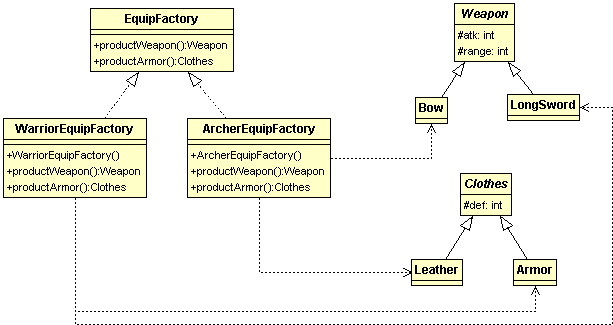 EquipFactory
+productWeapon():Weapon
+productArmor():Clothes
Weapon
#atk: int
#range: int
Bow
LongSword
WarriorEquipFactory
+WarriorEquipFactory()
+productWeapon():Weapon
+productArmor():Clothes
ArcherEquipFactory
+ArcherEquipFactory()
+productWeapon():Weapon
+productArmor():Clothes
Clothes
#def: int
Leather
Armor